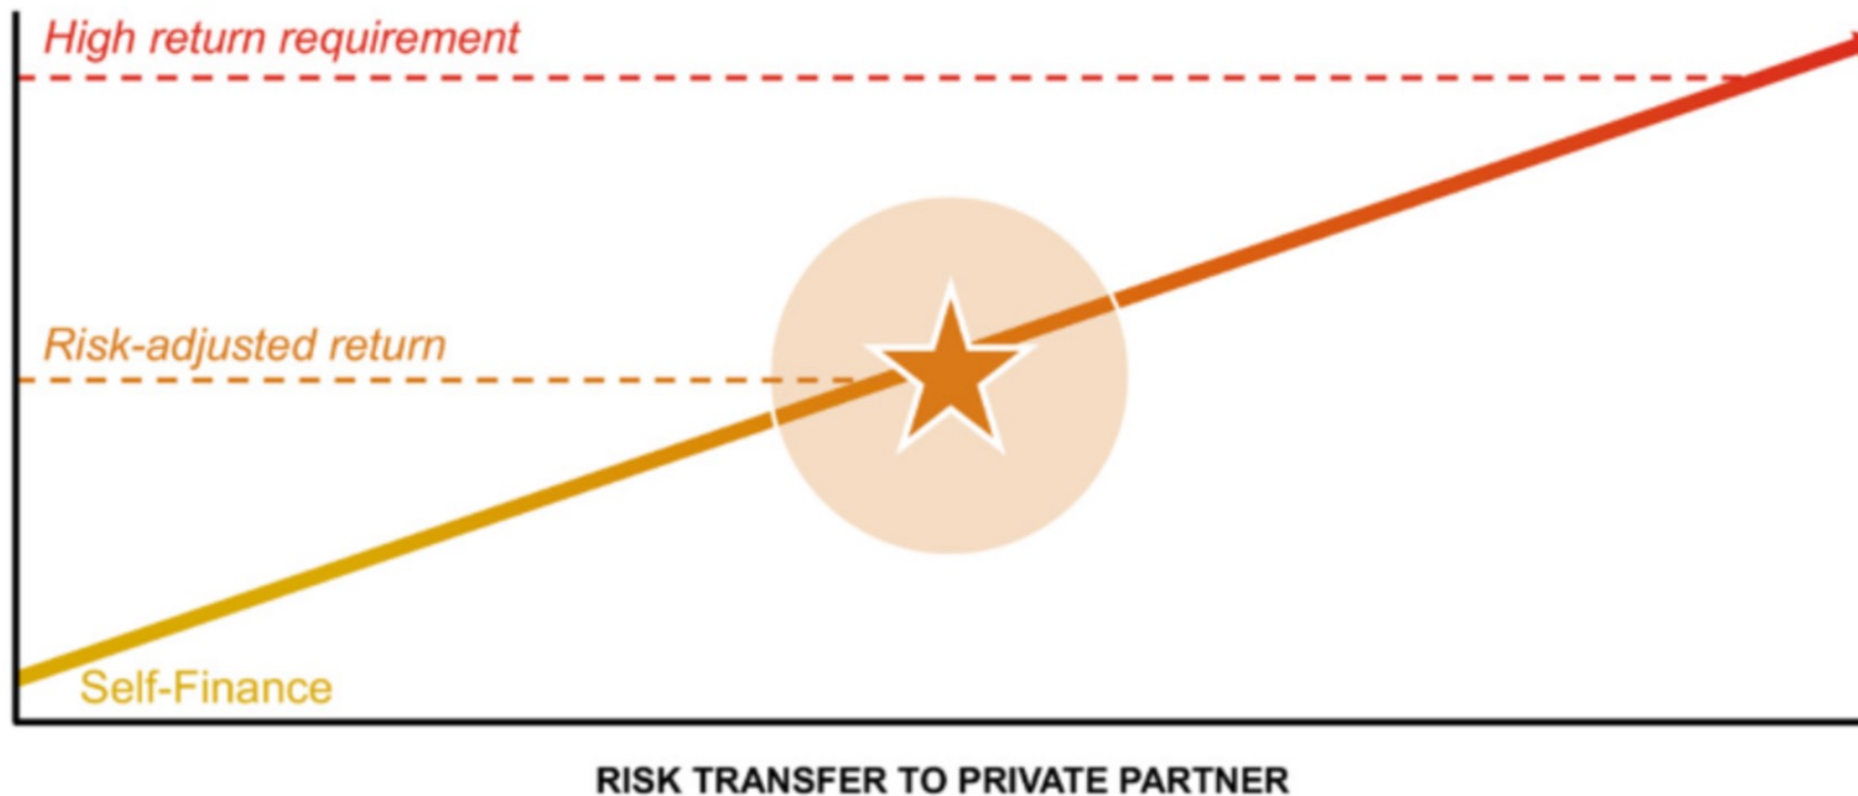 High return requirement
Risk-adjusted return
Self-Finance
RISK TRANSFER TO PRIVATE PARTNER